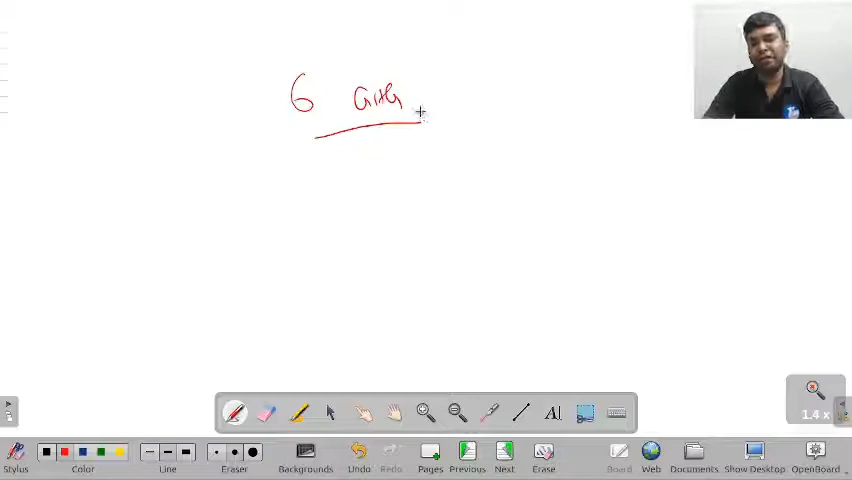 6
1.4 x
Stylus
Color
Line
Eraser
Backgrounds
Undo
Redo
Pages
Previous
Next
Erase
Board
Web
Documents
Show Desktop
OpenBoard